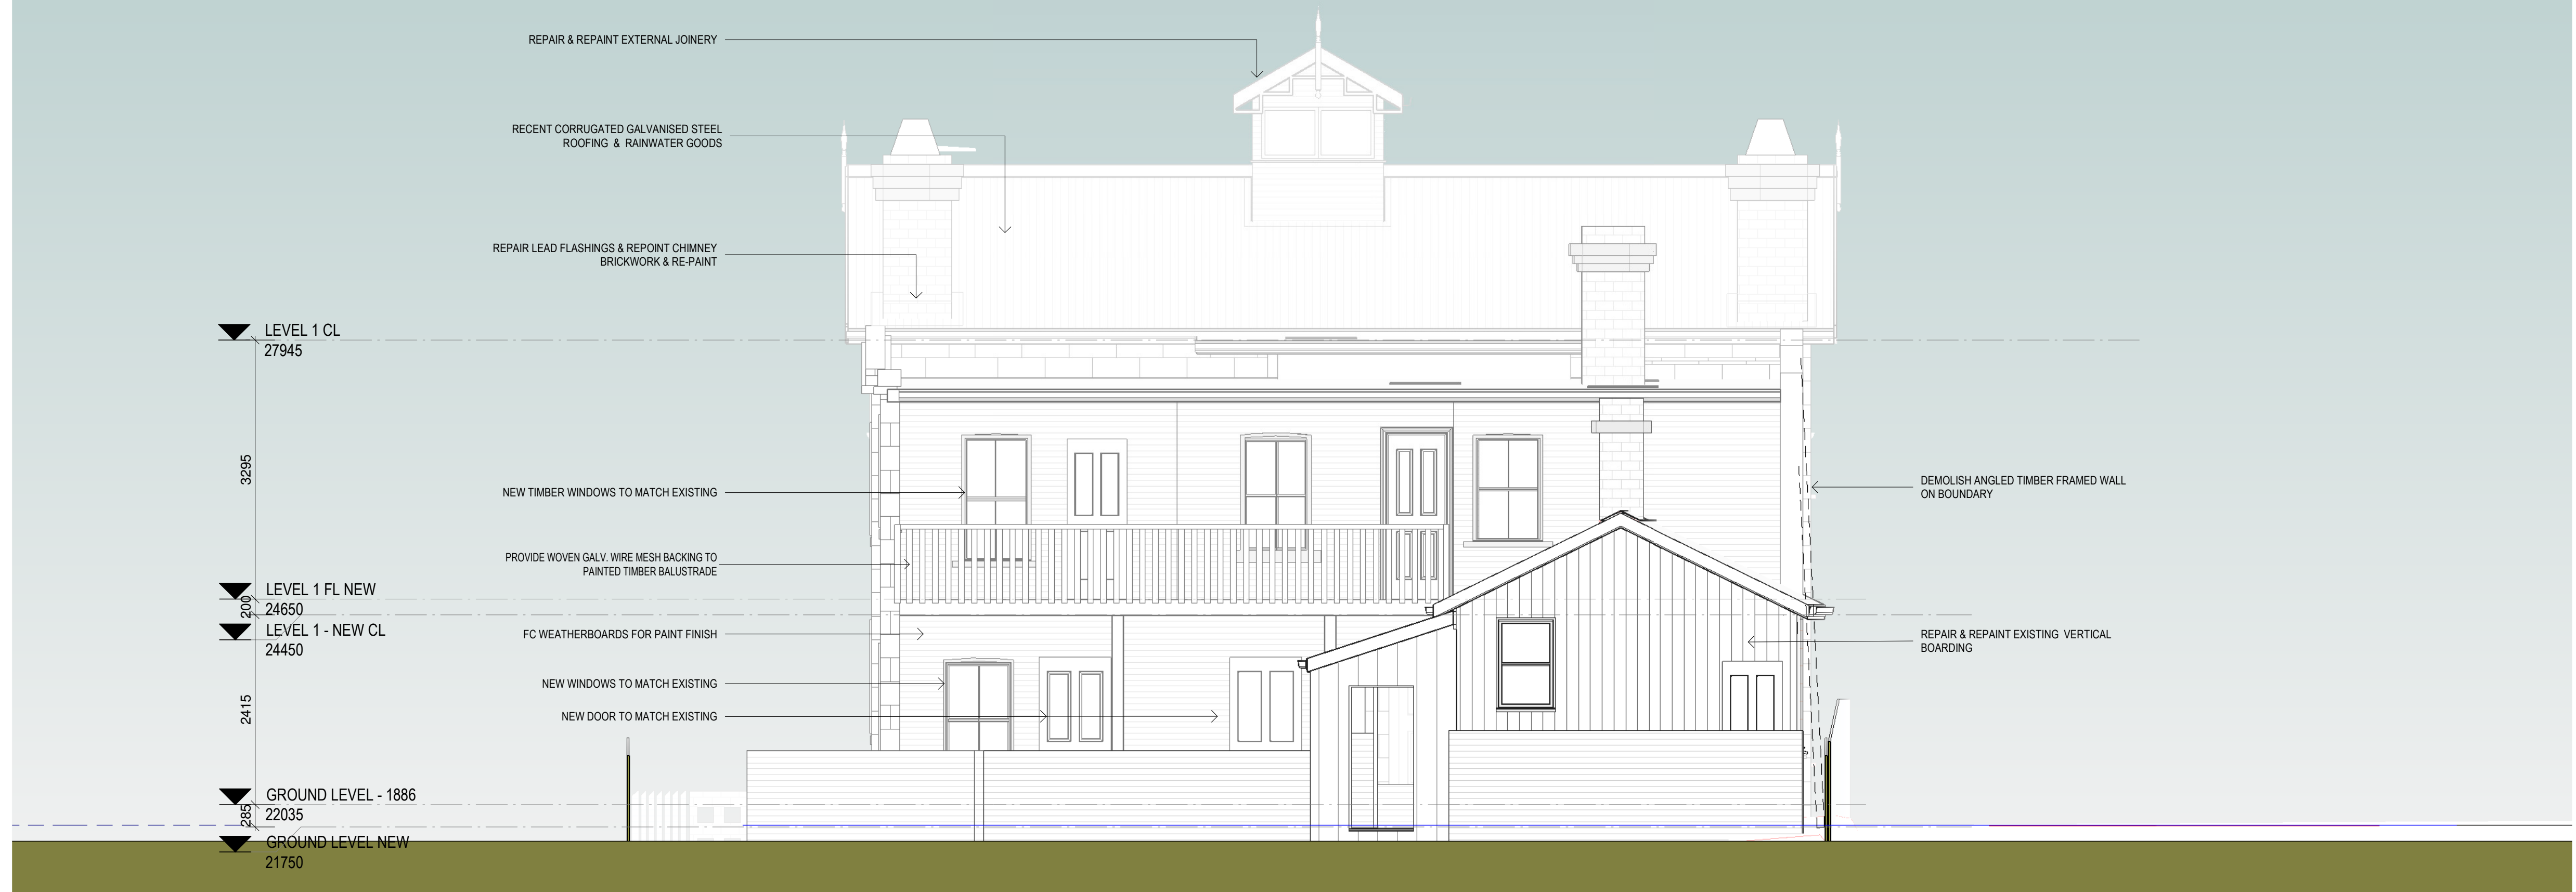 REPAIR & REPAINT EXTERNAL JOINERY
RECENT CORRUGATED GALVANISED STEEL
ROOFING & RAINWATER GOODS
REPAIR LEAD FLASHINGS & REPOINT CHIMNEY
BRICKWORK & RE-PAINT
LEVEL 1 CL
27945
3295
NEW TIMBER WINDOWS TO MATCH EXISTING
DEMOLISH ANGLED TIMBER FRAMED WALL
ON BOUNDARY
PROVIDE WOVEN GALV. WIRE MESH BACKING TO
PAINTED TIMBER BALUSTRADE
LEVEL 1 FL NEW
24650
200
LEVEL 1 - NEW CL
24450
FC WEATHERBOARDS FOR PAINT FINISH
REPAIR & REPAINT EXISTING VERTICAL
BOARDING
NEW WINDOWS TO MATCH EXISTING
2415
NEW DOOR TO MATCH EXISTING
GROUND LEVEL - 1886
22035
285
GROUND LEVEL NEW
21750